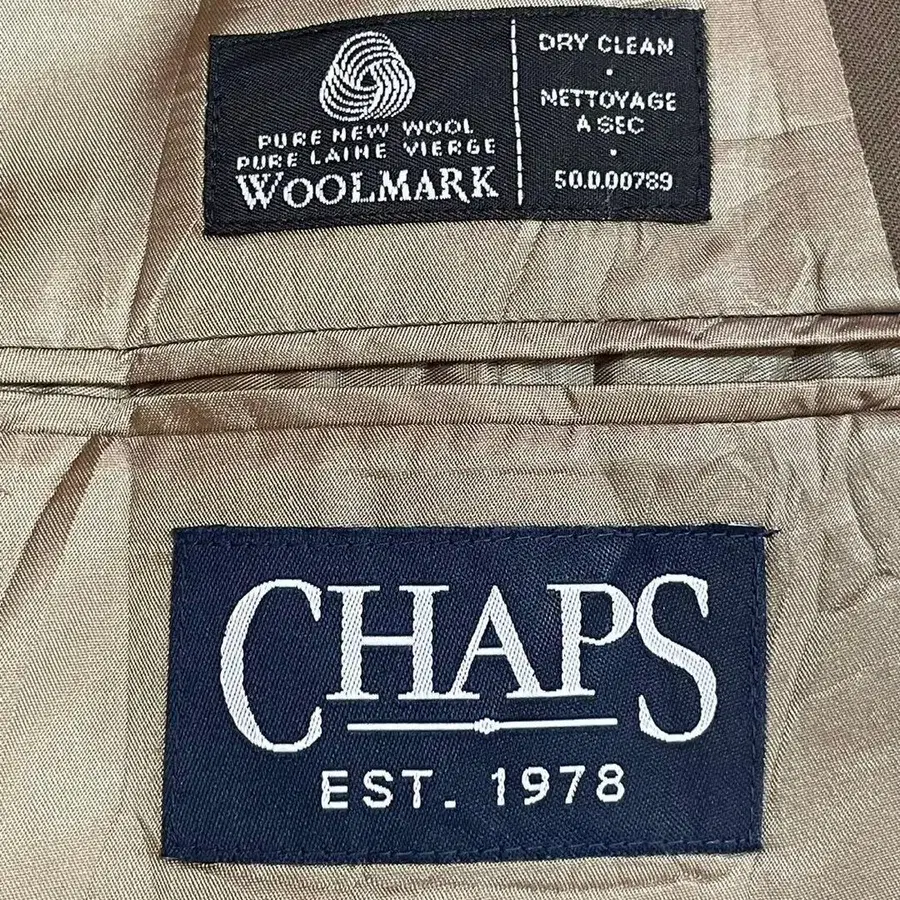 PURE NEW WOOL
PURE LAINE VIERGE
WOOLMARK
DRY CLEAN
•
NETTOYAGE
A SEC
•
50.D.00789
CHAPS
EST. 1978